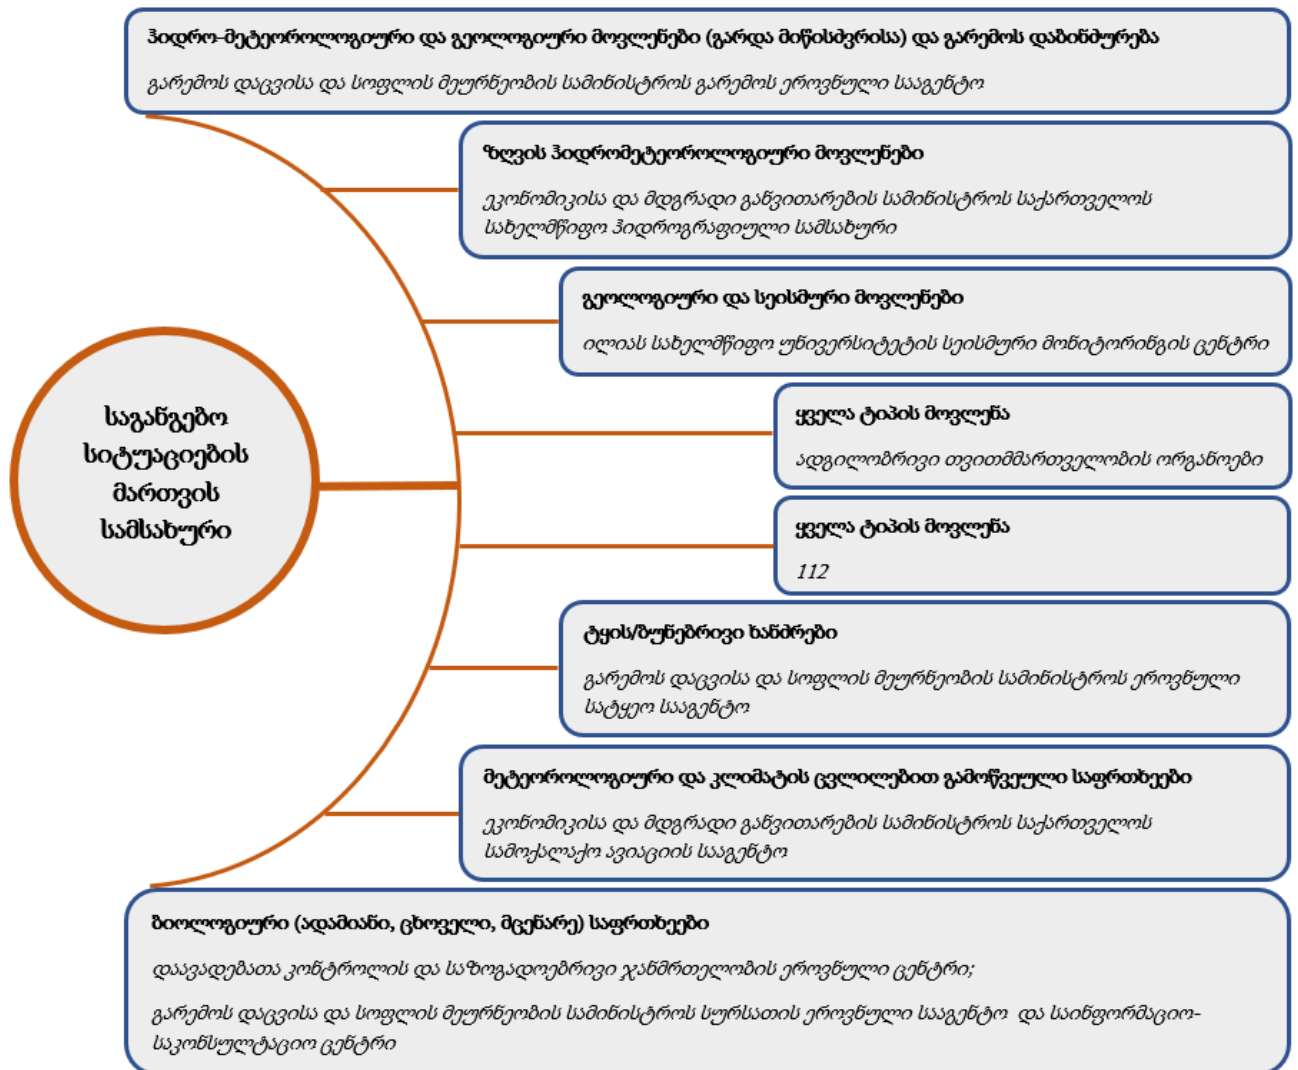 ჰიდრო-მეტეოროლოგიური და გეოლოგიური მოვლენები (გარდა მიწისძვრისა) და გარემოს დაბინძურება
გარემოს დაცვისა და სოფლის მეურნეობის სამინისტროს გარემოს ეროვნული სააგენტო
ზღვის ჰიდრომეტეოროლოგიური მოვლენები
ეკონომიკისა და მდგრადი განვითარების სამინისტროს საქართველოს
სახელმწიფო ჰიდროგრაფიული სამსახური
გეოლოგიური და სეისმური მოვლენები
ილიას სახელმწიფო უნივერსიტეტის სეისმური მონიტორინგის ცენტრი
საგანგებო
სიტუაციების
მართვის
სამსახური
ყველა ტიპის მოვლენა
ადგილობრივი თვითმმართველობის ორგანოები
ყველა ტიპის მოვლენა
112
ტყის/ბუნებრივი ხანძრები
გარემოს დაცვისა და სოფლის მეურნეობის სამინისტროს ეროვნული
სატყეო სააგენტო
მეტეოროლოგიური და კლიმატის ცვლილებით გამოწვეული საფრთხეები
ეკონომიკისა და მდგრადი განვითარების სამინისტროს საქართველოს
სამოქალაქო ავიაციის სააგენტო
ბიოლოგიური (ადამიანი, ცხოველი, მცენარე) საფრთხეები
დაავადებათა კონტროლის და საზოგადოებრივი ჯანმრთელობის ეროვნული ცენტრი;
გარემოს დაცვისა და სოფლის მეურნეობის სამინისტროს სურსათის ეროვნული სააგენტო და საინფორმაციო-
საკონსულტაციო ცენტრი